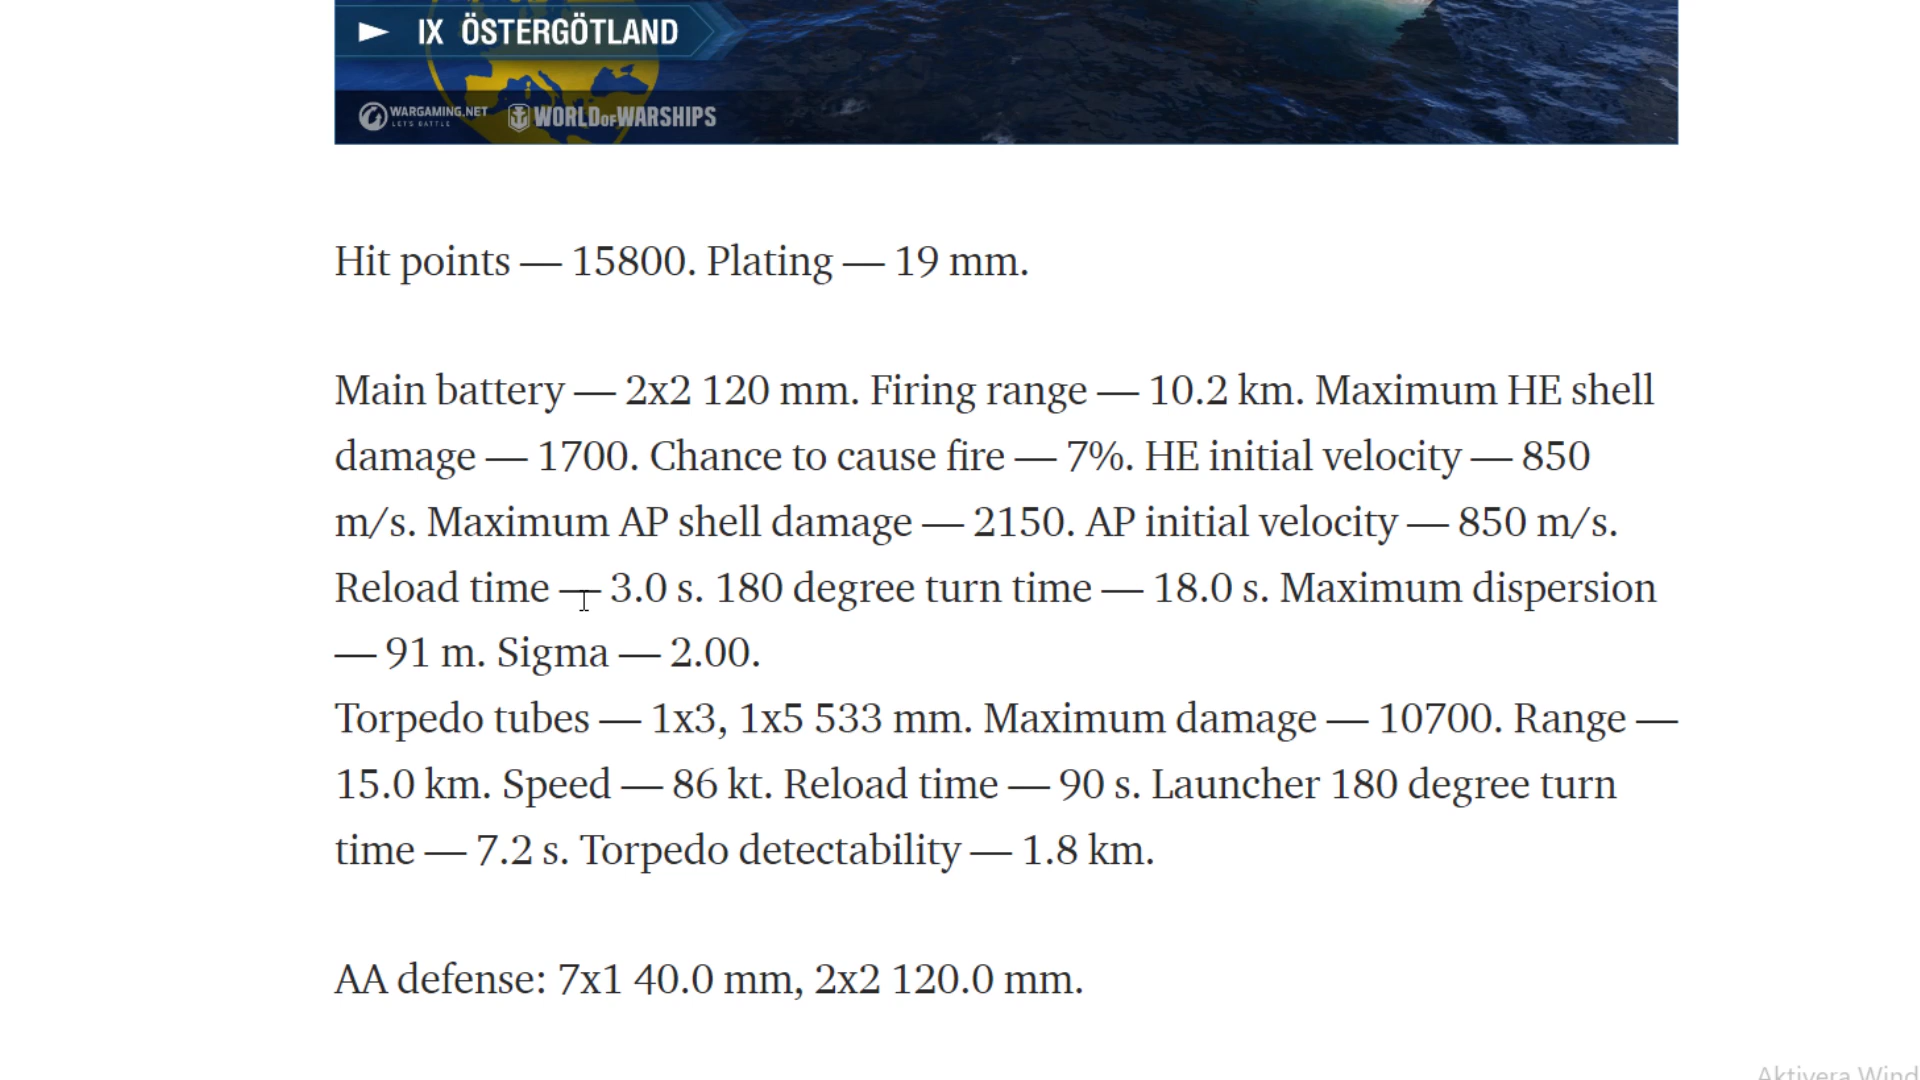 IX ÖSTERGÖTLAND
WARGAMING.NET
LET'S BATTLE
WORLD OF WARSHIPS
Hit points — 15800. Plating — 19 mm.
Main battery — 2x2 120 mm. Firing range — 10.2 km. Maximum HE shell
damage — 1700. Chance to cause fire — 7%. HE initial velocity — 850
m/s. Maximum AP shell damage — 2150. AP initial velocity — 850 m/s.
Reload time — 3.0 s. 180 degree turn time — 18.0 s. Maximum dispersion
— 91 m. Sigma — 2.00.
Torpedo tubes — 1x3, 1x5 533 mm. Maximum damage — 10700. Range —
15.0 km. Speed — 86 kt. Reload time — 90 s. Launcher 180 degree turn
time — 7.2 s. Torpedo detectability — 1.8 km.
AA defense: 7x1 40.0 mm, 2x2 120.0 mm.
Aktivera Wind